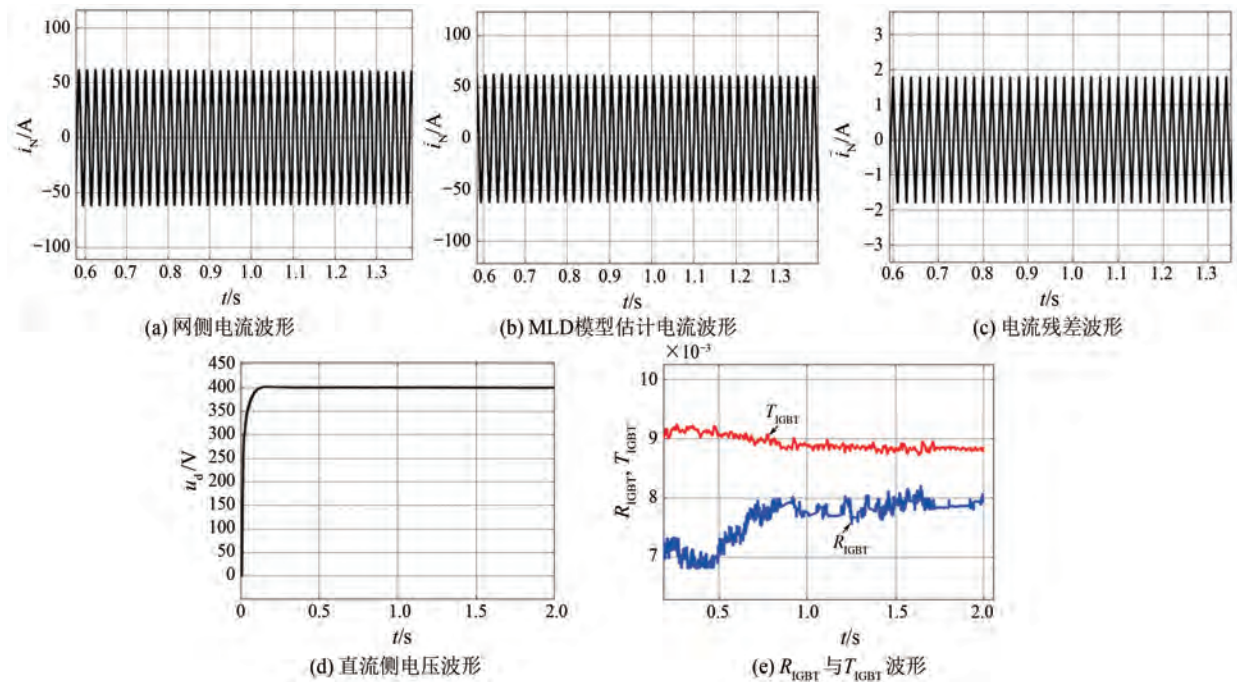 100
50
0
−50
−100
i_N/A
0.6 0.7 0.8 0.9 1.0 1.1 1.2 1.3
t/s
(a) 网侧电流波形
100
50
0
−50
−100
î_N/A
0.6 0.7 0.8 0.9 1.0 1.1 1.2 1.3
t/s
(b) MLD模型估计电流波形
3
2
1
0
−1
−2
−3
ĩ_N/A
0.6 0.7 0.8 0.9 1.0 1.1 1.2 1.3
t/s
(c) 电流残差波形
450
400
350
300
250
200
150
100
50
0
u_d/V
0 0.5 1.0 1.5 2.0
t/s
(d) 直流侧电压波形
×10⁻³
10
9
8
7
R_IGBT, T_IGBT
T_IGBT
R_IGBT
0.5 1.0 1.5 2.0
t/s
(e) R_IGBT 与T_IGBT 波形